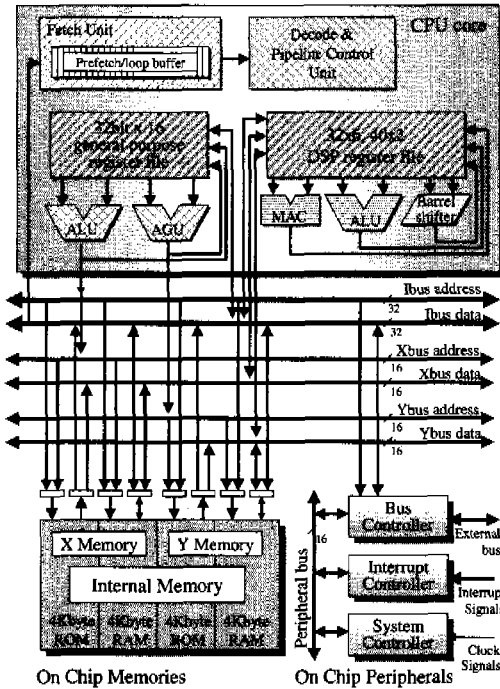 CPU core
Fetch Unit
Prefetch/loop buffer
Decode &
Pipeline Control
Unit
32bit x 16
general purpose
register file
32x6, 40x2
DSP register file
ALU
AGU
MAC
ALU
Barrel
shifter
Ibus address
32
Ibus data
32
Xbus address
16
Xbus data
16
Ybus address
16
Ybus data
16
X Memory
Y Memory
Internal Memory
4Kbyte
ROM
4Kbyte
RAM
4Kbyte
ROM
4Kbyte
RAM
Peripheral bus
16
Bus
Controller
External
bus
Interrupt
Controller
Interrup
Signals
System
Controller
Clock
Signals
On Chip Memories
On Chip Peripherals